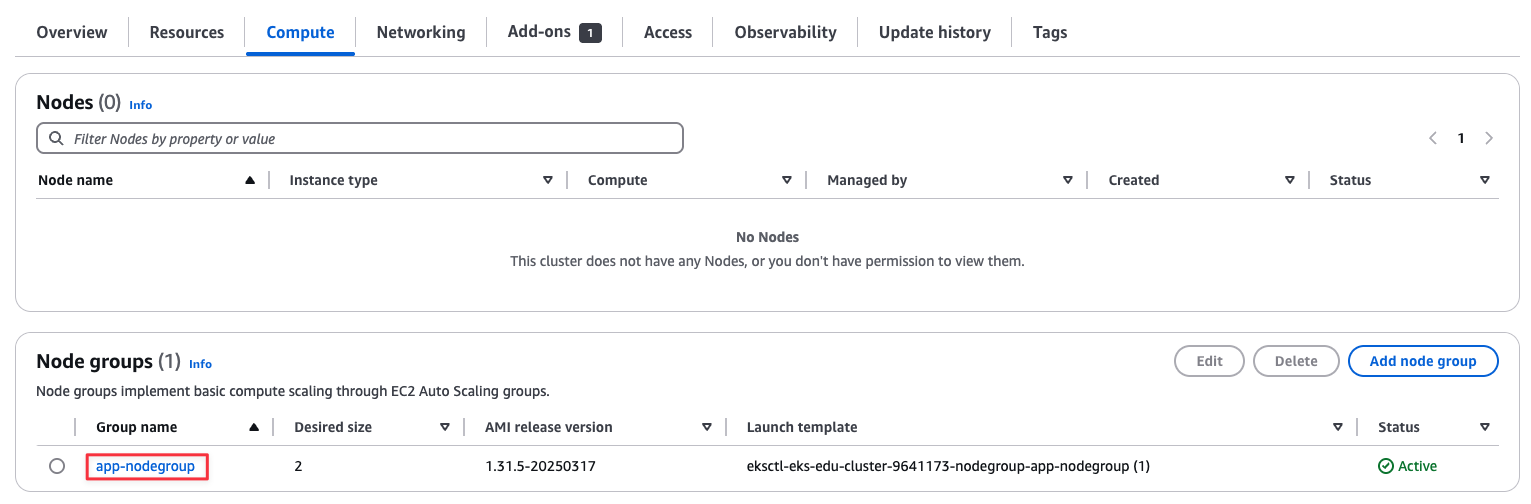 Overview Resources Compute Networking Add-ons 1 Access Observability Update history Tags
Nodes (0) Info
Filter Nodes by property or value
1
Node name Instance type Compute Managed by Created Status
No Nodes
This cluster does not have any Nodes, or you don't have permission to view them.
Node groups (1) Info Edit Delete Add node group
Node groups implement basic compute scaling through EC2 Auto Scaling groups.
Group name Desired size AMI release version Launch template Status
app-nodegroup 2 1.31.5-20250317 eksctl-eks-edu-cluster-9641173-nodegroup-app-nodegroup (1) Active